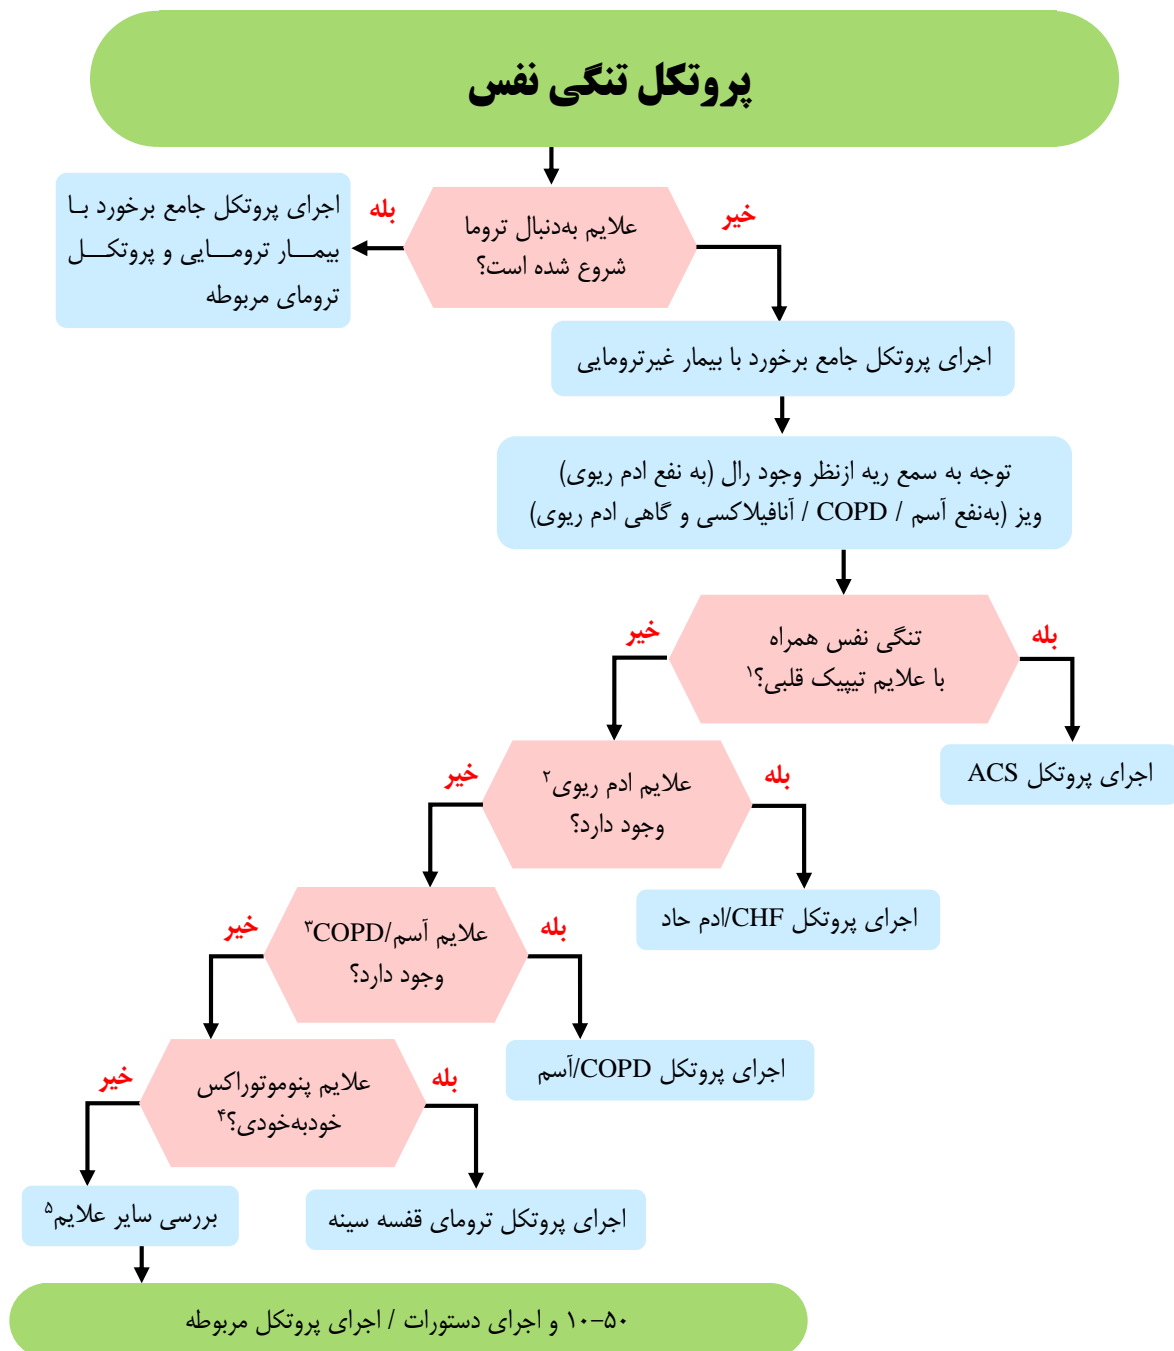 پروتکل تنگی نفس
علایم به‌دنبال تروما
شروع شده است؟
بله
خیر
اجرای پروتکل جامع برخورد با
بیمار ترومایی و پروتکل
ترومای مربوطه
اجرای پروتکل جامع برخورد با بیمار غیرترومایی
توجه به سمع ریه ازنظر وجود رال (به نفع ادم ریوی)
ویز (به‌نفع آسم / COPD / آنافیلاکسی و گاهی ادم ریوی)
تنگی نفس همراه
با علایم تیپیک قلبی؟۱
بله
خیر
اجرای پروتکل ACS
علایم ادم ریوی۲
وجود دارد؟
بله
خیر
اجرای پروتکل CHF/ادم حاد
علایم آسم/COPD۳
وجود دارد؟
بله
خیر
اجرای پروتکل COPD/آسم
علایم پنوموتوراکس
خودبه‌خودی؟۴
بله
خیر
اجرای پروتکل ترومای قفسه سینه
بررسی سایر علایم۵
۱۰-۵۰ و اجرای دستورات / اجرای پروتکل مربوطه